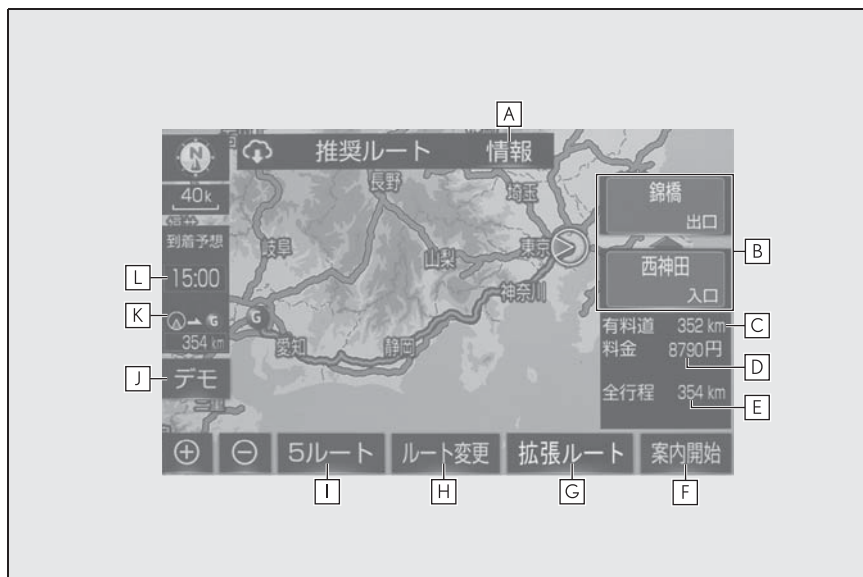 A
推奨ルート 情報
N
40k
長野
埼玉
錦橋
出口
到着予想
岐阜
山梨
東京
B
西神田
入口
L
15:00
神奈川
K
G
G
354 km
愛知
静岡
有料道 352 km
C
料金 8790円
D
J
デモ
全行程 354 km
E
三重
5ルート
ルート変更
拡張ルート
案内開始
I
H
G
F